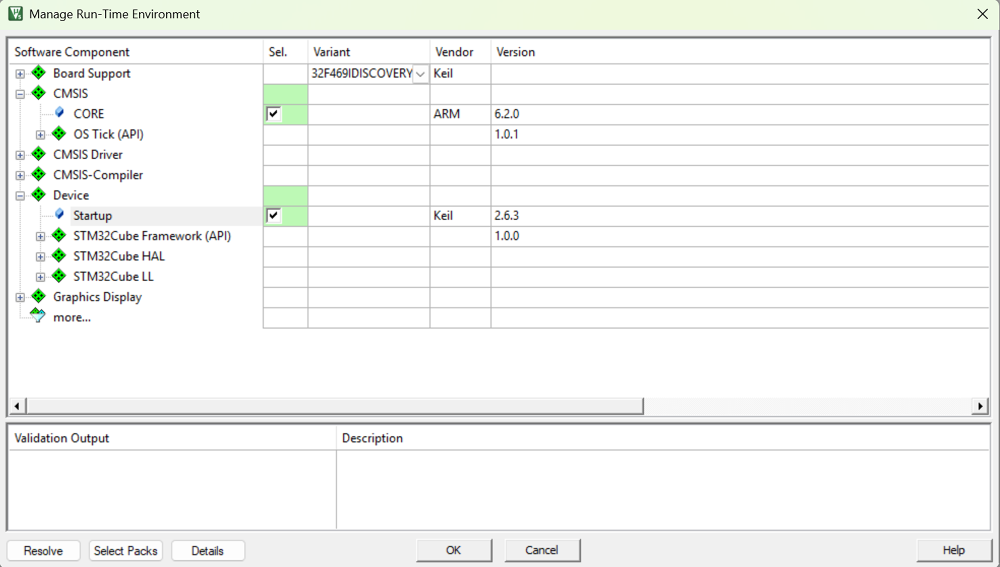 Manage Run-Time Environment
Software Component Sel. Variant Vendor Version
Board Support 32F469IDISCOVERY Keil
CMSIS
CORE ARM 6.2.0
OS Tick (API) 1.0.1
CMSIS Driver
CMSIS-Compiler
Device
Startup Keil 2.6.3
STM32Cube Framework (API) 1.0.0
STM32Cube HAL
STM32Cube LL
Graphics Display
more...
Validation Output Description
Resolve Select Packs Details OK Cancel Help